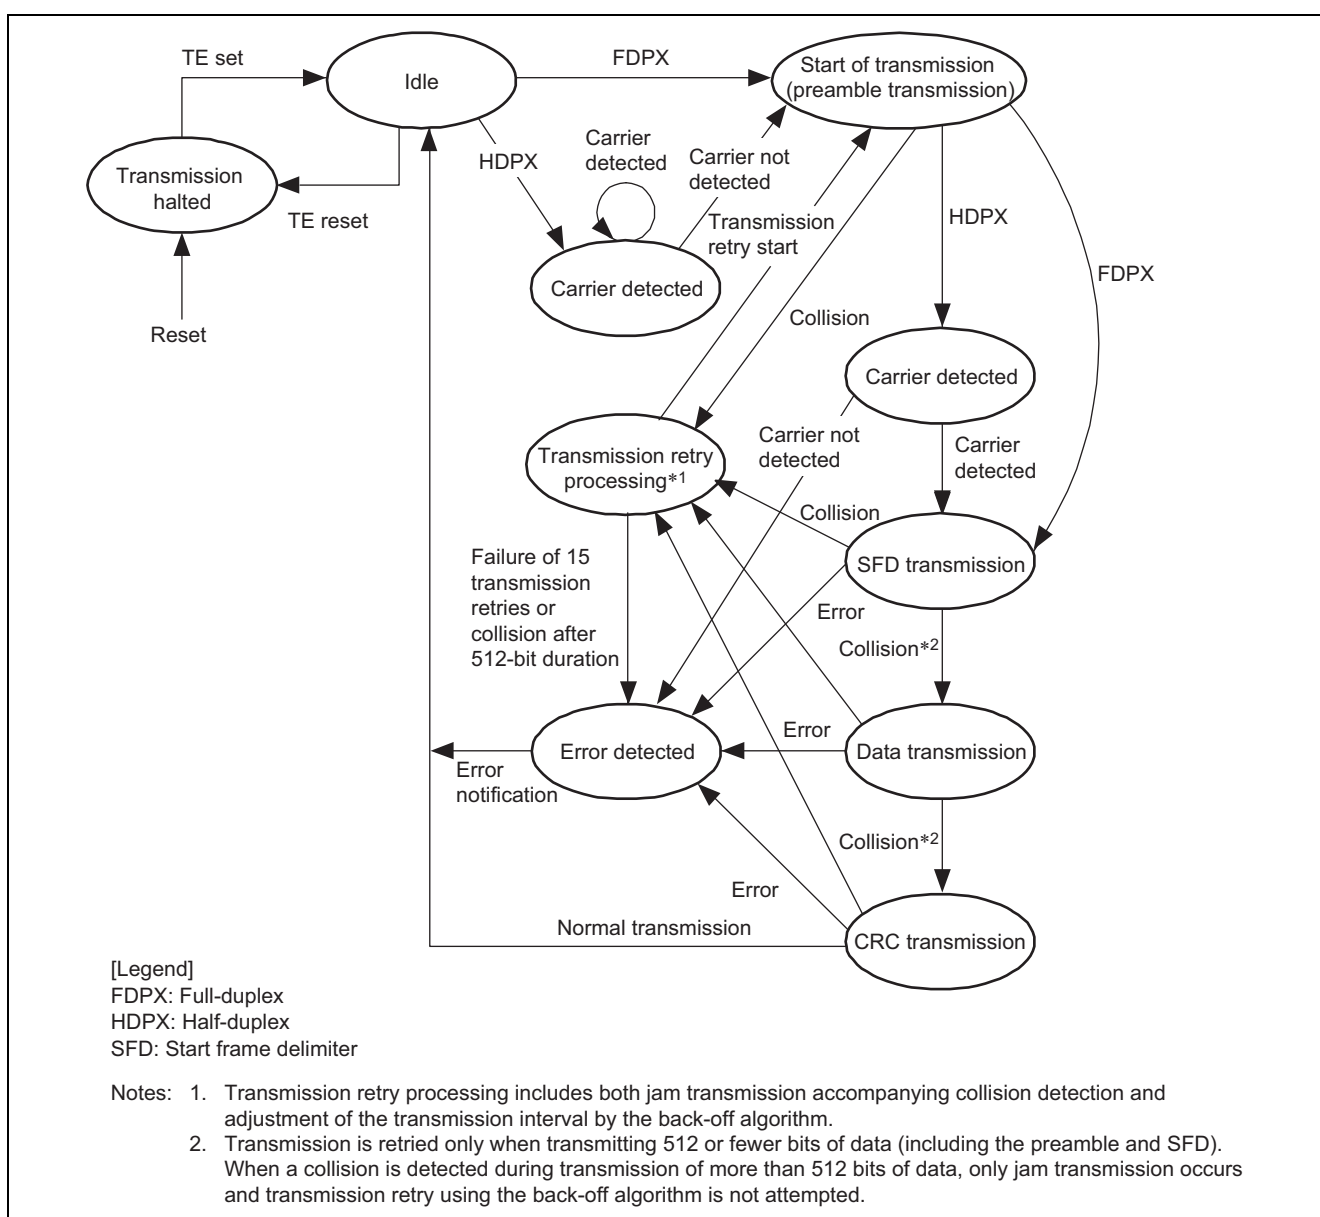 TE set
Idle
FDPX
Start of transmission
(preamble transmission)
Transmission
halted
TE reset
Reset
HDPX
Carrier
detected
Carrier not
detected
Transmission
retry start
Carrier detected
HDPX
FDPX
Collision
Carrier detected
Carrier not
detected
Carrier
detected
Transmission retry
processing*1
Collision
SFD transmission
Failure of 15
transmission
retries or
collision after
512-bit duration
Error
Collision*2
Error detected
Error
Data transmission
Error
notification
Collision*2
Error
Normal transmission
CRC transmission
[Legend]
FDPX: Full-duplex
HDPX: Half-duplex
SFD: Start frame delimiter
Notes: 1. Transmission retry processing includes both jam transmission accompanying collision detection and
adjustment of the transmission interval by the back-off algorithm.
2. Transmission is retried only when transmitting 512 or fewer bits of data (including the preamble and SFD).
When a collision is detected during transmission of more than 512 bits of data, only jam transmission occurs
and transmission retry using the back-off algorithm is not attempted.